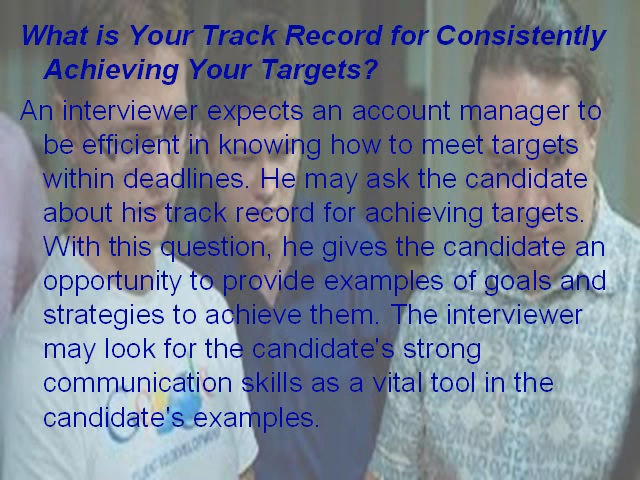 What is Your Track Record for Consistently
Achieving Your Targets?
An interviewer expects an account manager to
be efficient in knowing how to meet targets
within deadlines. He may ask the candidate
about his track record for achieving targets.
With this question, he gives the candidate an
opportunity to provide examples of goals and
strategies to achieve them. The interviewer
may look for the candidate's strong
communication skills as a vital tool in the
candidate's examples.